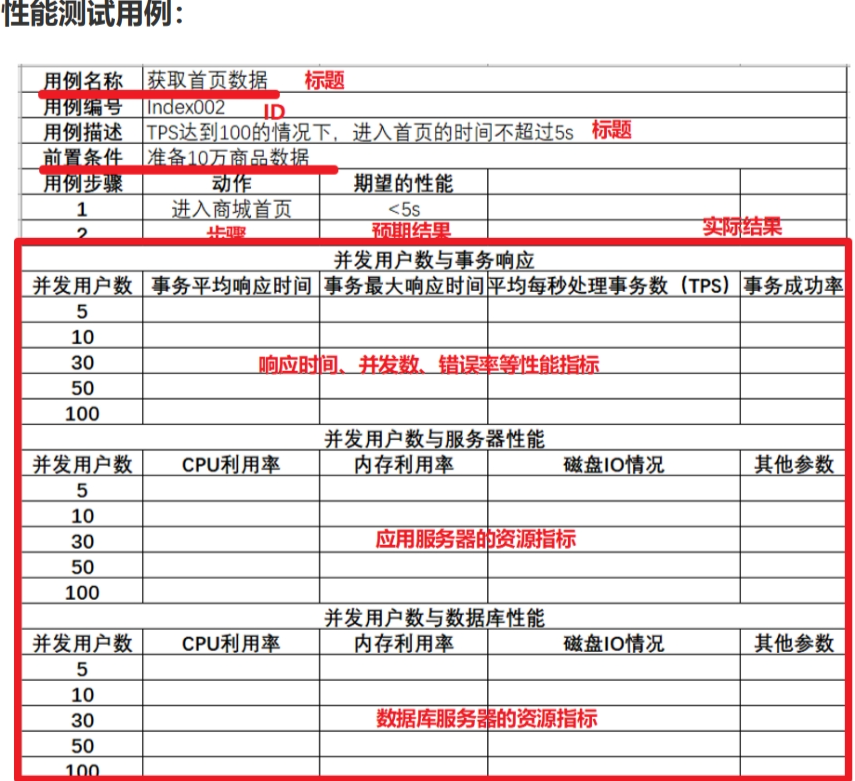 性能测试用例：
用例名称 获取首页数据 标题
用例编号 Index002 ID
用例描述 TPS达到100的情况下，进入首页的时间不超过5s 标题
前置条件 准备10万商品数据
用例步骤 动作 期望的性能
1 进入商城首页 <5s
2 步骤 预期结果 实际结果
并发用户数与事务响应
并发用户数 事务平均响应时间 事务最大响应时间 平均每秒处理事务数（TPS） 事务成功率
5
10
30 响应时间、并发数、错误率等性能指标
50
100
并发用户数与服务器性能
并发用户数 CPU利用率 内存利用率 磁盘IO情况 其他参数
5
10
30 应用服务器的资源指标
50
100
并发用户数与数据库性能
并发用户数 CPU利用率 内存利用率 磁盘IO情况 其他参数
5
10
30 数据库服务器的资源指标
50
100